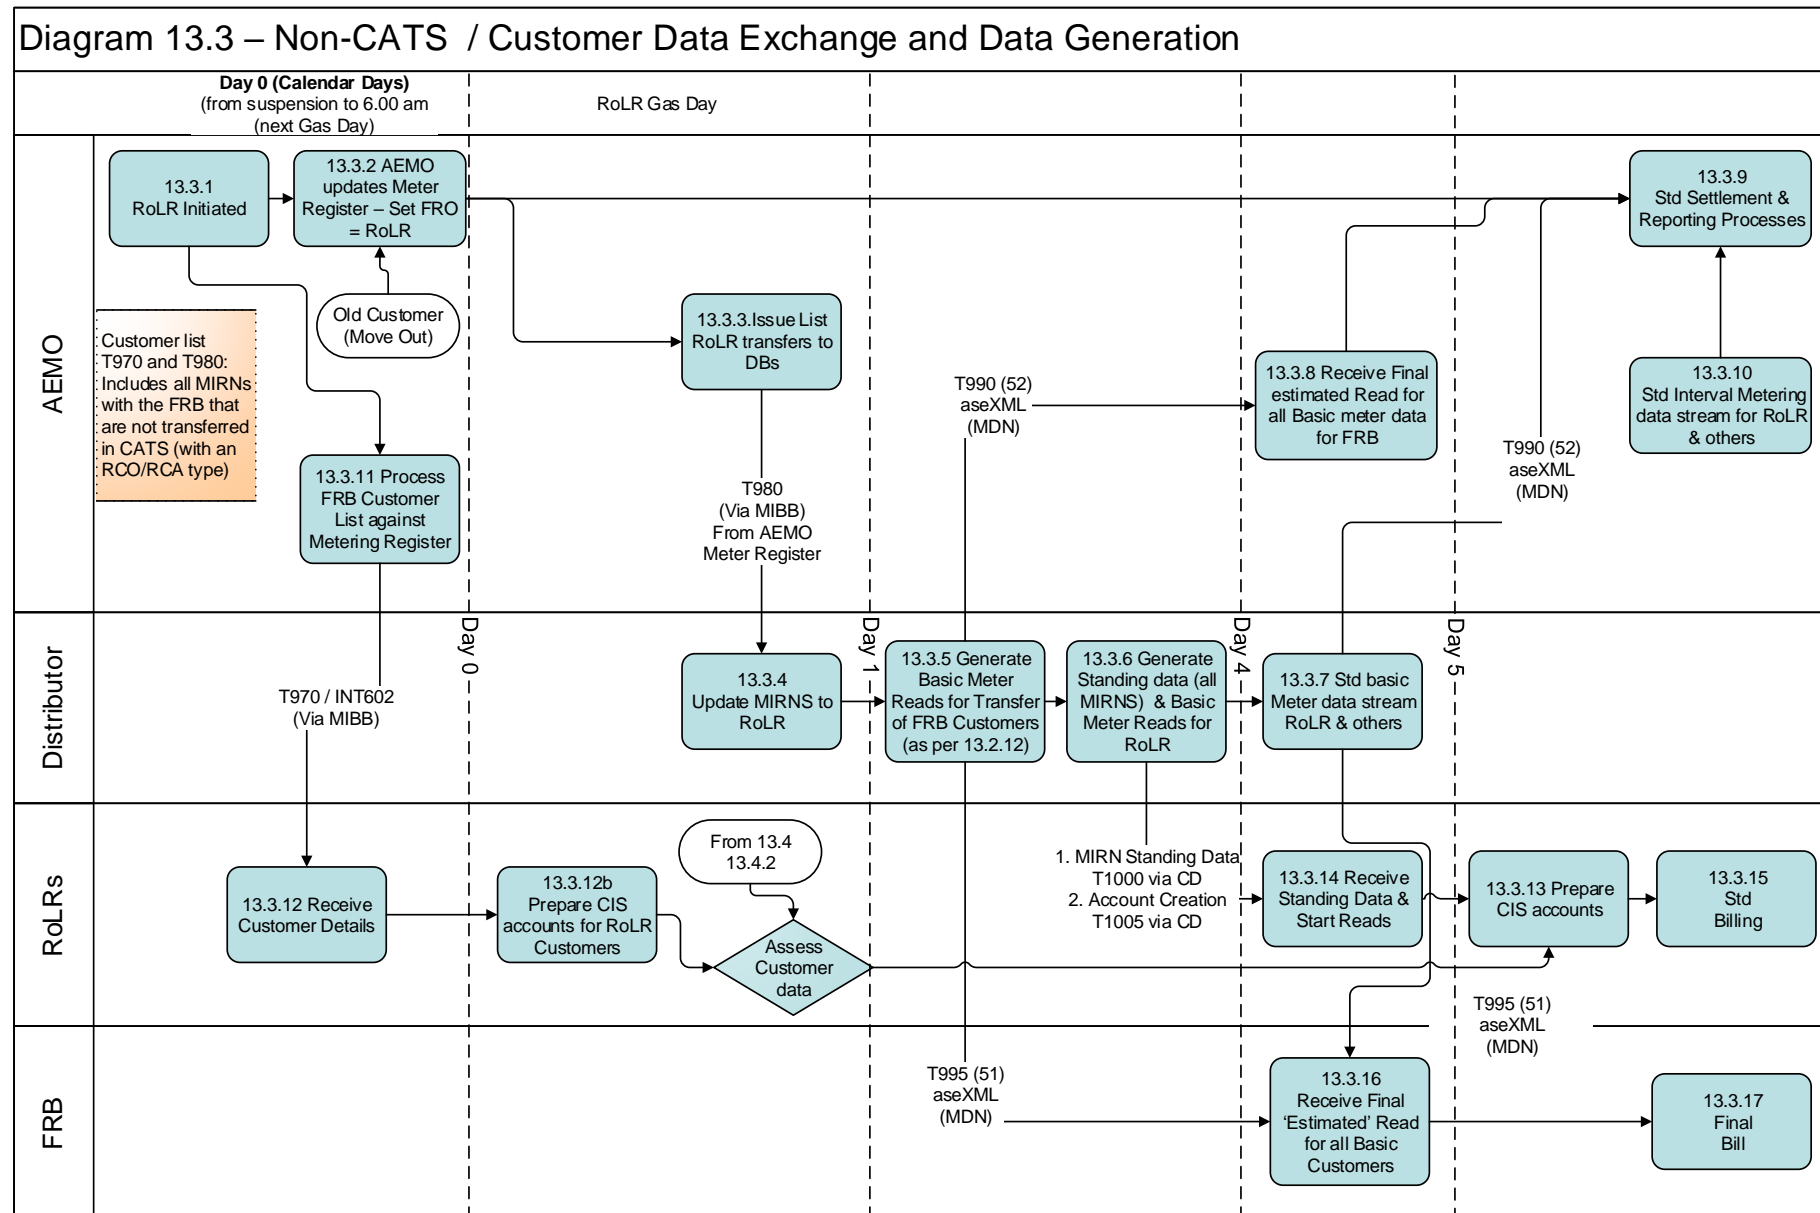 Diagram 13.3 – Non-CATS / Customer Data Exchange and Data Generation
Day 0 (Calendar Days)
(from suspension to 6.00 am
(next Gas Day)
RoLR Gas Day
AEMO
13.3.1
RoLR Initiated
13.3.2 AEMO
updates Meter
Register – Set FRO
= RoLR
Old Customer
(Move Out)
Customer list
T970 and T980:
Includes all MIRNs
with the FRB that
are not transferred
in CATS (with an
RCO/RCA type)
13.3.11 Process
FRB Customer
List against
Metering Register
13.3.3.Issue List
RoLR transfers to
DBs
T980
(Via MIBB)
From AEMO
Meter Register
T990 (52)
aseXML
(MDN)
13.3.8 Receive Final
estimated Read for
all Basic meter data
for FRB
T990 (52)
aseXML
(MDN)
13.3.9
Std Settlement &
Reporting Processes
13.3.10
Std Interval Metering
data stream for RoLR
& others
Distributor
T970 / INT602
(Via MIBB)
Day 0
13.3.4
Update MIRNS to
RoLR
Day 1
13.3.5 Generate
Basic Meter
Reads for Transfer
of FRB Customers
(as per 13.2.12)
13.3.6 Generate
Standing data (all
MIRNS) & Basic
Meter Reads for
RoLR
Day 4
13.3.7 Std basic
Meter data stream
RoLR & others
Day 5
RoLRs
13.3.12 Receive
Customer Details
13.3.12b
Prepare CIS
accounts for RoLR
Customers
From 13.4
13.4.2
Assess
Customer
data
1. MIRN Standing Data
T1000 via CD
2. Account Creation
T1005 via CD
13.3.14 Receive
Standing Data &
Start Reads
13.3.13 Prepare
CIS accounts
13.3.15
Std
Billing
T995 (51)
aseXML
(MDN)
FRB
T995 (51)
aseXML
(MDN)
13.3.16
Receive Final
‘Estimated’ Read
for all Basic
Customers
13.3.17
Final
Bill